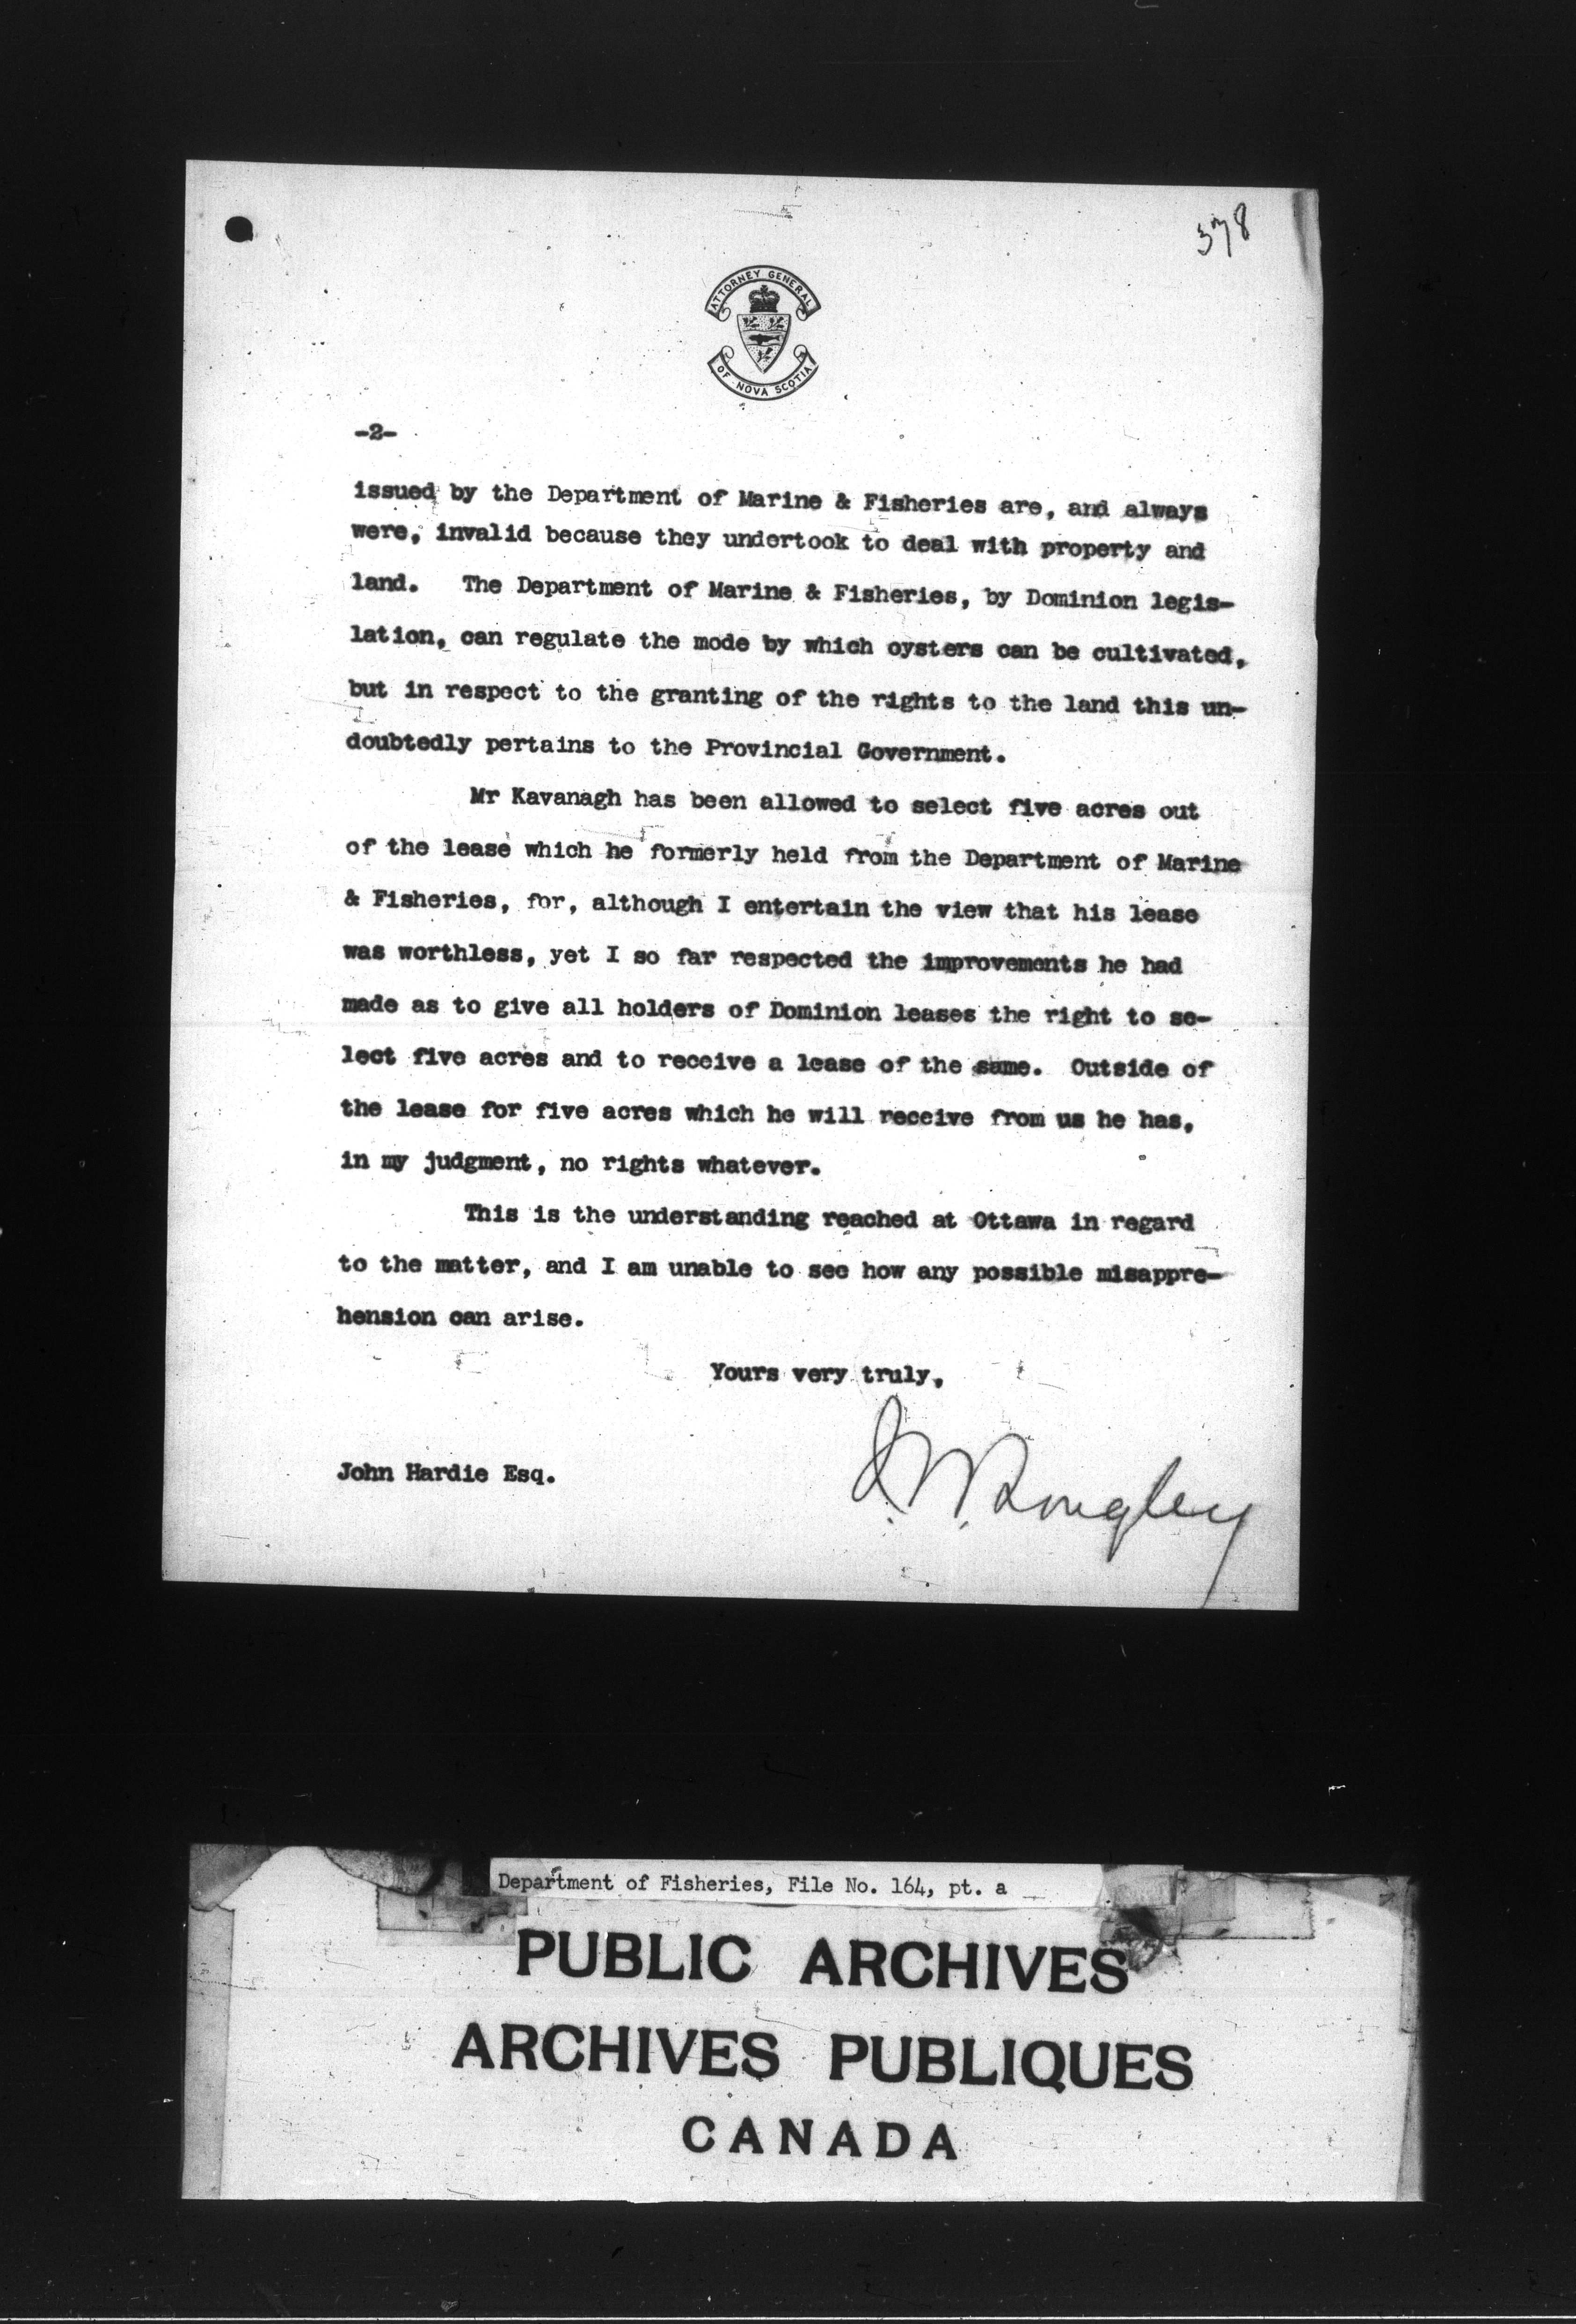 378
ATTORNEY GENERAL
OF NOVA SCOTIA
-2-
issued by the Department of Marine & Fisheries are, and always
were, invalid because they undertook to deal with property and
land. The Department of Marine & Fisheries, by Dominion legis-
lation, can regulate the mode by which oysters can be cultivated,
but in respect to the granting of the rights to the land this un-
doubtedly pertains to the Provincial Government.
Mr Kavanagh has been allowed to select five acres out
of the lease which he formerly held from the Department of Marine
& Fisheries, for, although I entertain the view that his lease
was worthless, yet I so far respected the improvements he had
made as to give all holders of Dominion leases the right to se-
lect five acres and to receive a lease of the same. Outside of
the lease for five acres which he will receive from us he has,
in my judgment, no rights whatever.
This is the understanding reached at Ottawa in regard
to the matter, and I am unable to see how any possible misappre-
hension can arise.
Yours very truly,
J. W. Longley
John Hardie Esq.
Department of Fisheries, File No. 164, pt. a
PUBLIC ARCHIVES
ARCHIVES PUBLIQUES
CANADA